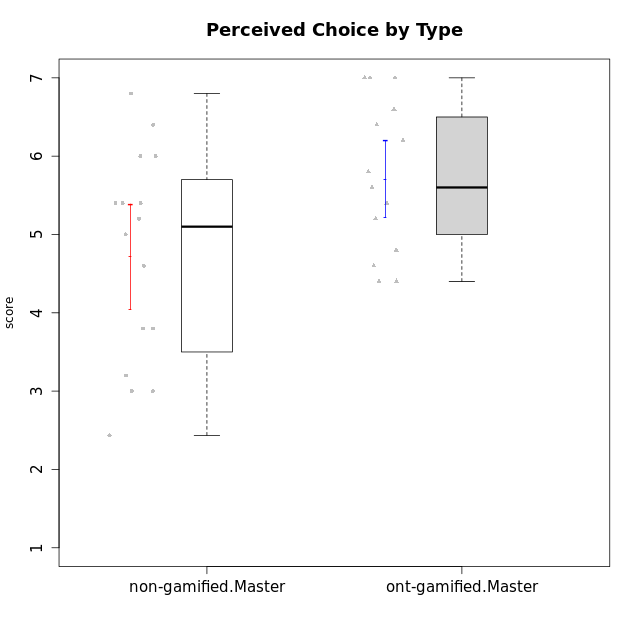 Perceived Choice by Type
score
7
6
5
4
3
2
1
non-gamified.Master
ont-gamified.Master